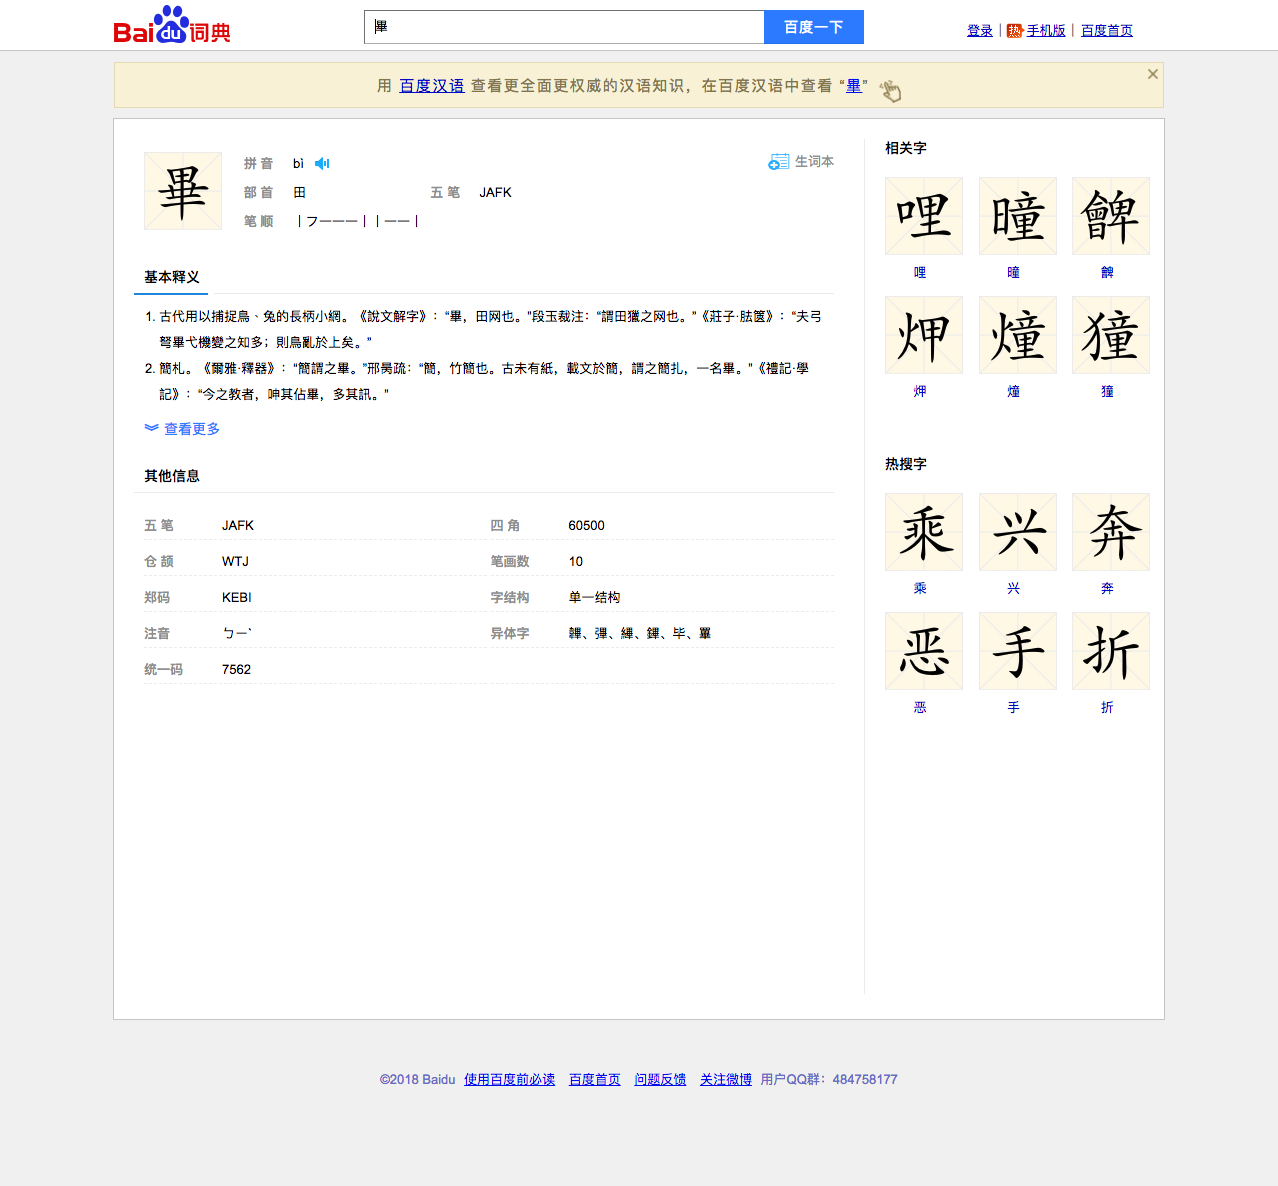 Baidu词典
畢
百度一下
登录 | 热 手机版 | 百度首页
用 百度汉语 查看更全面更权威的汉语知识，在百度汉语中查看 “畢”
畢
拼 音 bì
生词本
部 首 田 五 笔 JAFK
笔 顺 丨フ一一一丨丨一一丨
基本释义
1. 古代用以捕捉鳥、兔的長柄小網。《說文解字》：“畢，田网也。”段玉裁注：“謂田獵之网也。”《莊子·胠篋》：“夫弓
弩畢弋機變之知多；則鳥亂於上矣。”
2. 簡札。《爾雅·釋器》：“簡謂之畢。”邢昺疏：“簡，竹簡也。古未有紙，載文於簡，謂之簡扎，一名畢。”《禮記·學
記》：“今之教者，呻其佔畢，多其訊。”
查看更多
其他信息
五 笔 JAFK 四 角 60500
仓 颉 WTJ 笔画数 10
郑码 KEBI 字结构 单一结构
注音 ㄅㄧˋ 异体字
统一码 7562
相关字
哩 曈
哩 曈
炠 燑 獞
炠 燑 獞
热搜字
乘 兴 奔
乘 兴 奔
恶 手 折
恶 手 折
©2018 Baidu 使用百度前必读 百度首页 问题反馈 关注微博 用户QQ群：484758177